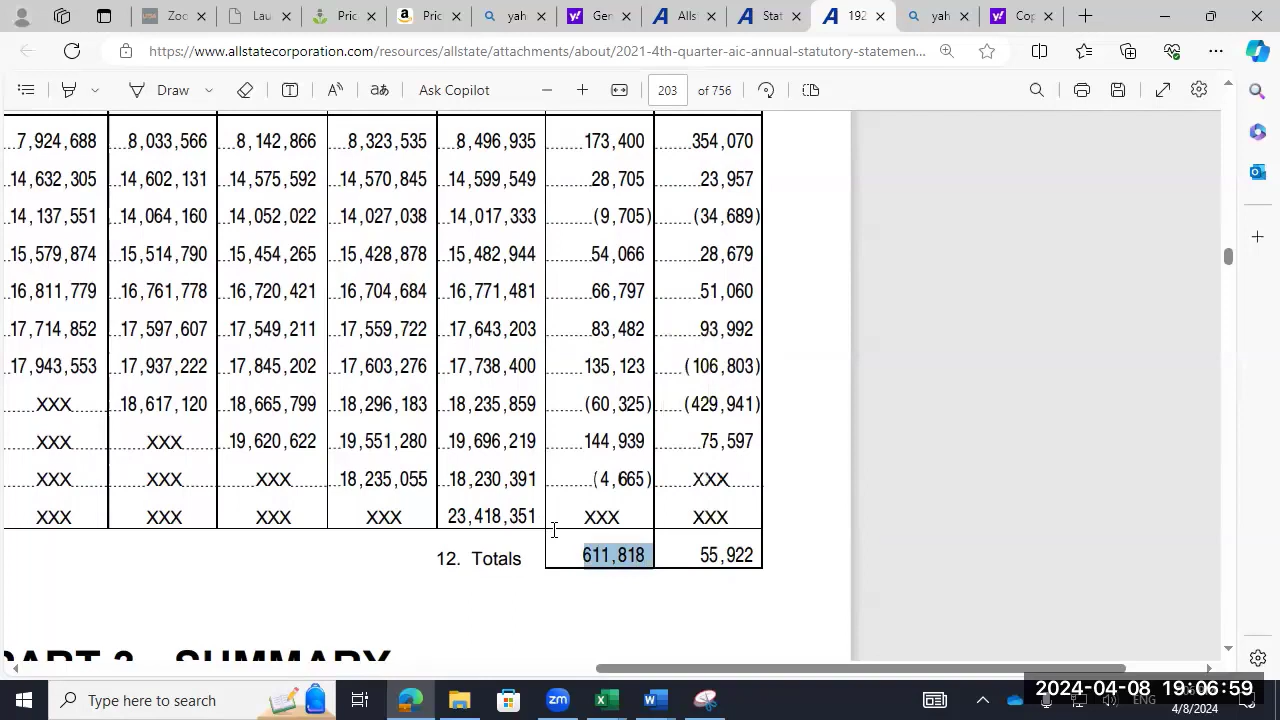 Zoo
Lau
Pric
Pric
yah
Gen
Alls
Stat
192
yah
Cop
https://www.allstatecorporation.com/resources/allstate/attachments/about/2021-4th-quarter-aic-annual-statutory-statemen...
Draw
aあ
Ask Copilot
203
of 756
7,924,688 8,033,566 8,142,866 8,323,535 8,496,935 173,400 354,070
14,632,305 14,602,131 14,575,592 14,570,845 14,599,549 28,705 23,957
14,137,551 14,064,160 14,052,022 14,027,038 14,017,333 (9,705) (34,689)
15,579,874 15,514,790 15,454,265 15,428,878 15,482,944 54,066 28,679
16,811,779 16,761,778 16,720,421 16,704,684 16,771,481 66,797 51,060
17,714,852 17,597,607 17,549,211 17,559,722 17,643,203 83,482 93,992
17,943,553 17,937,222 17,845,202 17,603,276 17,738,400 135,123 (106,803)
XXX 18,617,120 18,665,799 18,296,183 18,235,859 (60,325) (429,941)
XXX XXX 19,620,622 19,551,280 19,696,219 144,939 75,597
XXX XXX XXX 18,235,055 18,230,391 (4,665) XXX
XXX XXX XXX XXX 23,418,351 XXX XXX
12. Totals 611,818 55,922
SUMMARY
Type here to search
2024-04-08 19:06:59
ENG
4/8/2024